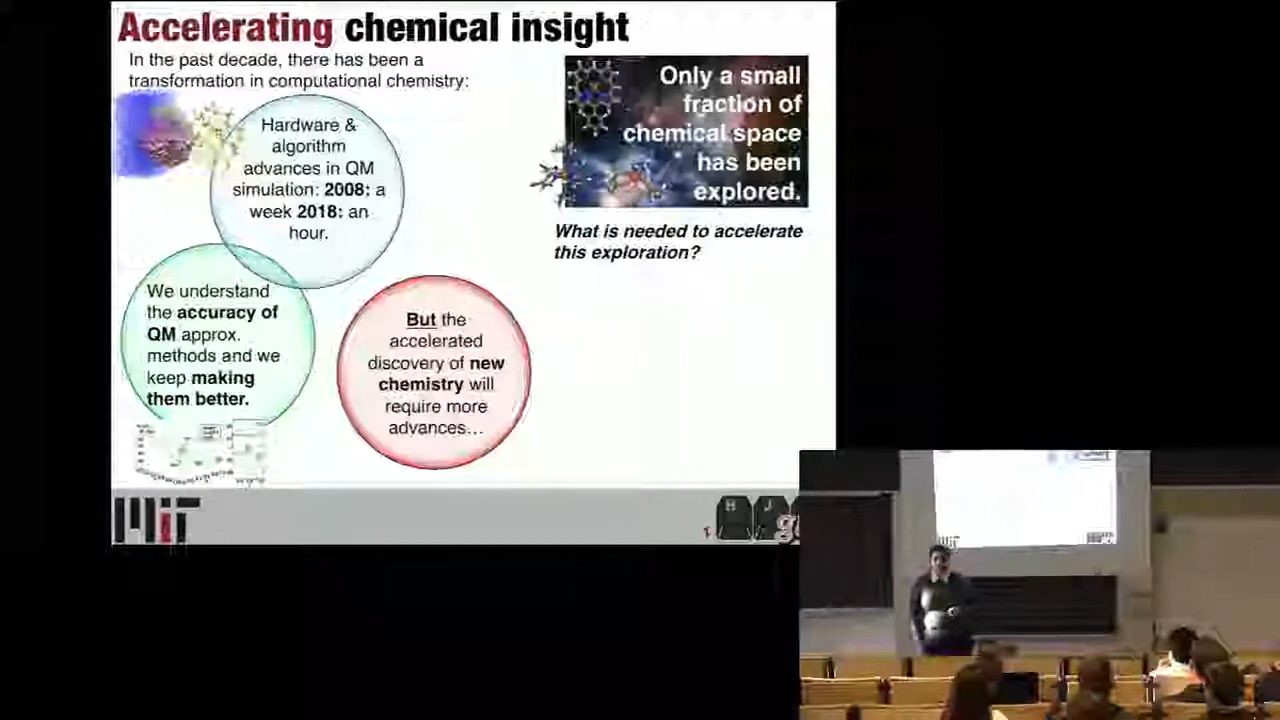 Accelerating chemical insight
In the past decade, there has been a
transformation in computational chemistry:
Hardware &
algorithm
advances in QM
simulation: 2008: a
week 2018: an
hour.
We understand
the accuracy of
QM approx.
methods and we
keep making
them better.
But the
accelerated
discovery of new
chemistry will
require more
advances...
Only a small
fraction of
chemical space
has been
explored.
What is needed to accelerate
this exploration?
MIT
H J
MIT